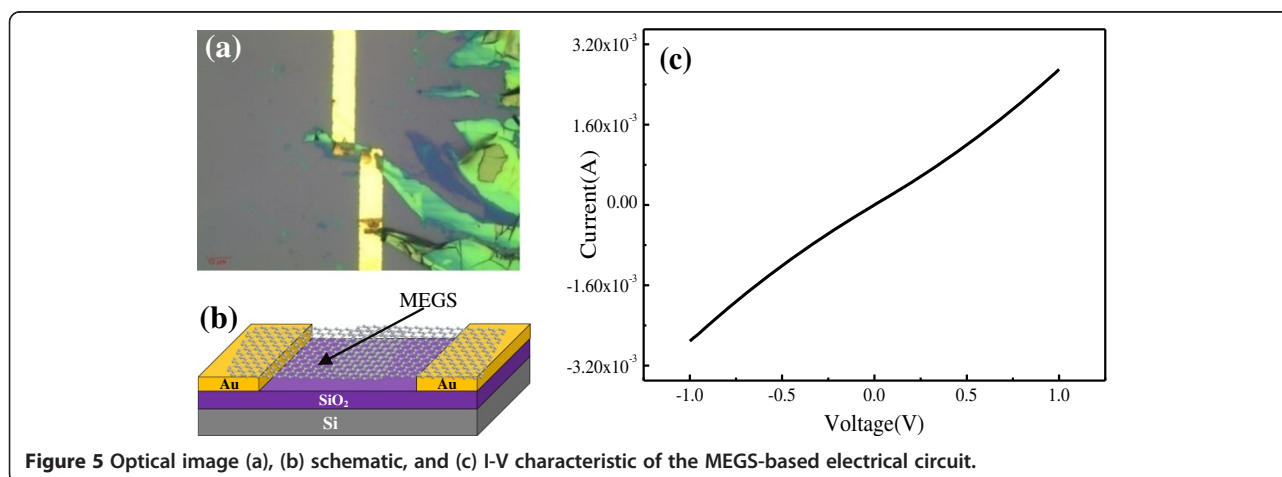 (a)
(b)
MEGS
Au
Au
SiO₂
Si
(c)
3.20x10⁻³
1.60x10⁻³
0.00
-1.60x10⁻³
-3.20x10⁻³
Current(A)
-1.0
-0.5
0.0
0.5
1.0
Voltage(V)
Figure 5 Optical image (a), (b) schematic, and (c) I-V characteristic of the MEGS-based electrical circuit.